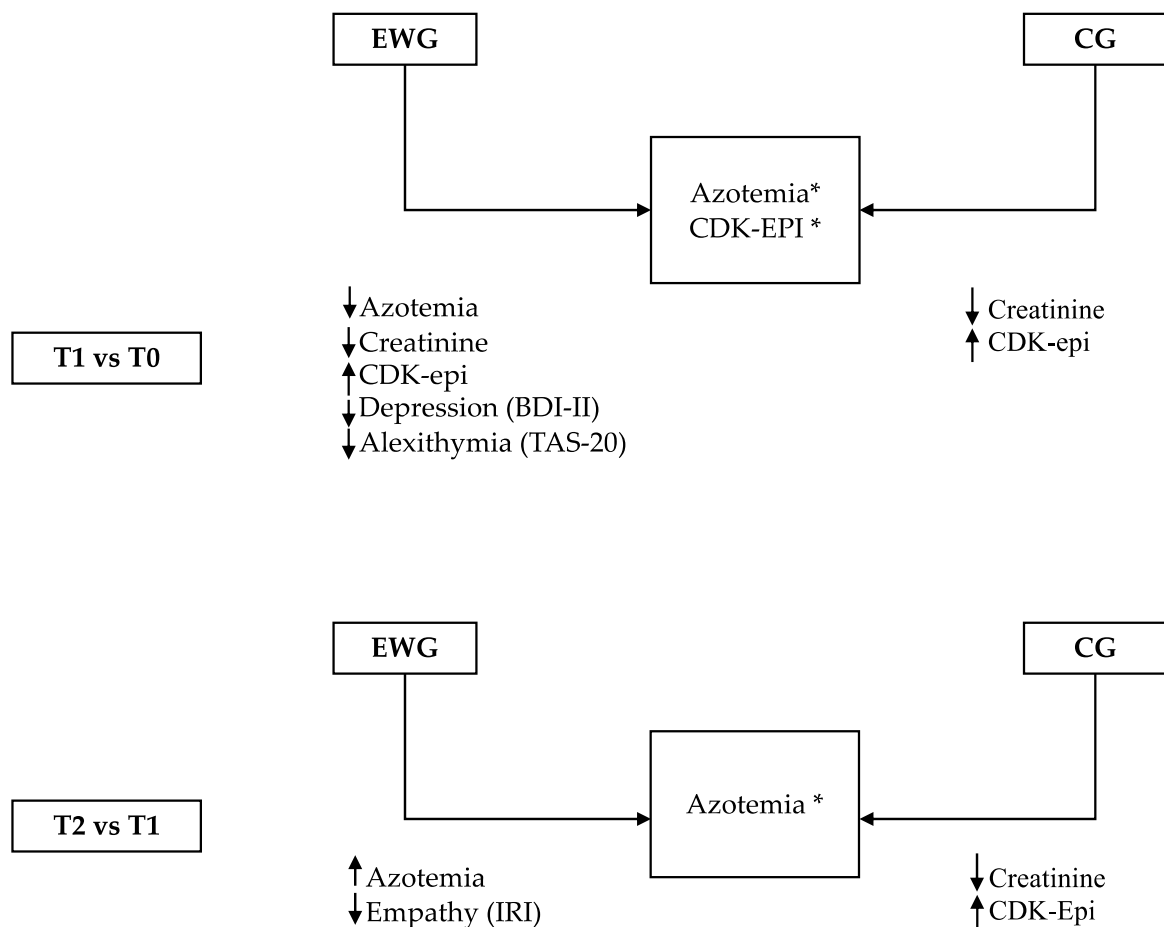 EWG
CG
Azotemia*
CDK-EPI *
T1 vs T0
Azotemia
Creatinine
CDK-epi
Depression (BDI-II)
Alexithymia (TAS-20)
Creatinine
CDK-epi
EWG
CG
Azotemia *
T2 vs T1
Azotemia
Empathy (IRI)
Creatinine
CDK-Epi